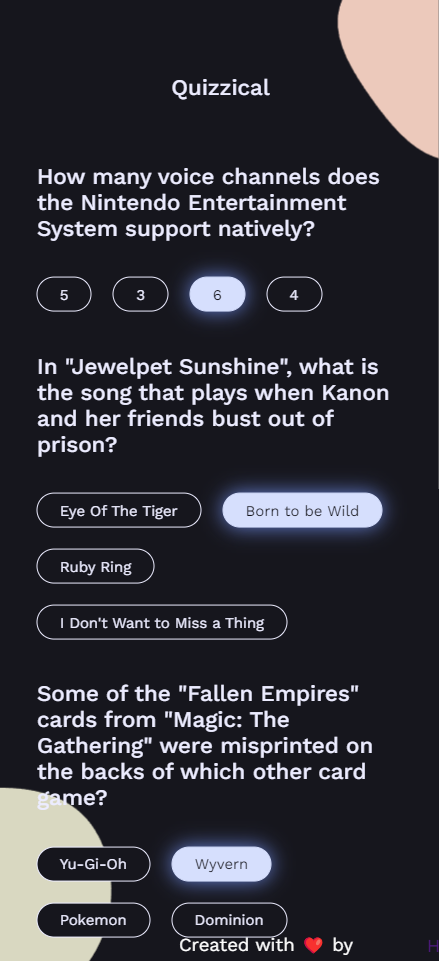 Quizzical
How many voice channels does
the Nintendo Entertainment
System support natively?
5 3 6 4
In "Jewelpet Sunshine", what is
the song that plays when Kanon
and her friends bust out of
prison?
Eye Of The Tiger Born to be Wild
Ruby Ring
I Don't Want to Miss a Thing
Some of the "Fallen Empires"
cards from "Magic: The
Gathering" were misprinted on
the backs of which other card
game?
Yu-Gi-Oh Wyvern
Pokemon Dominion
Created with ❤️ by